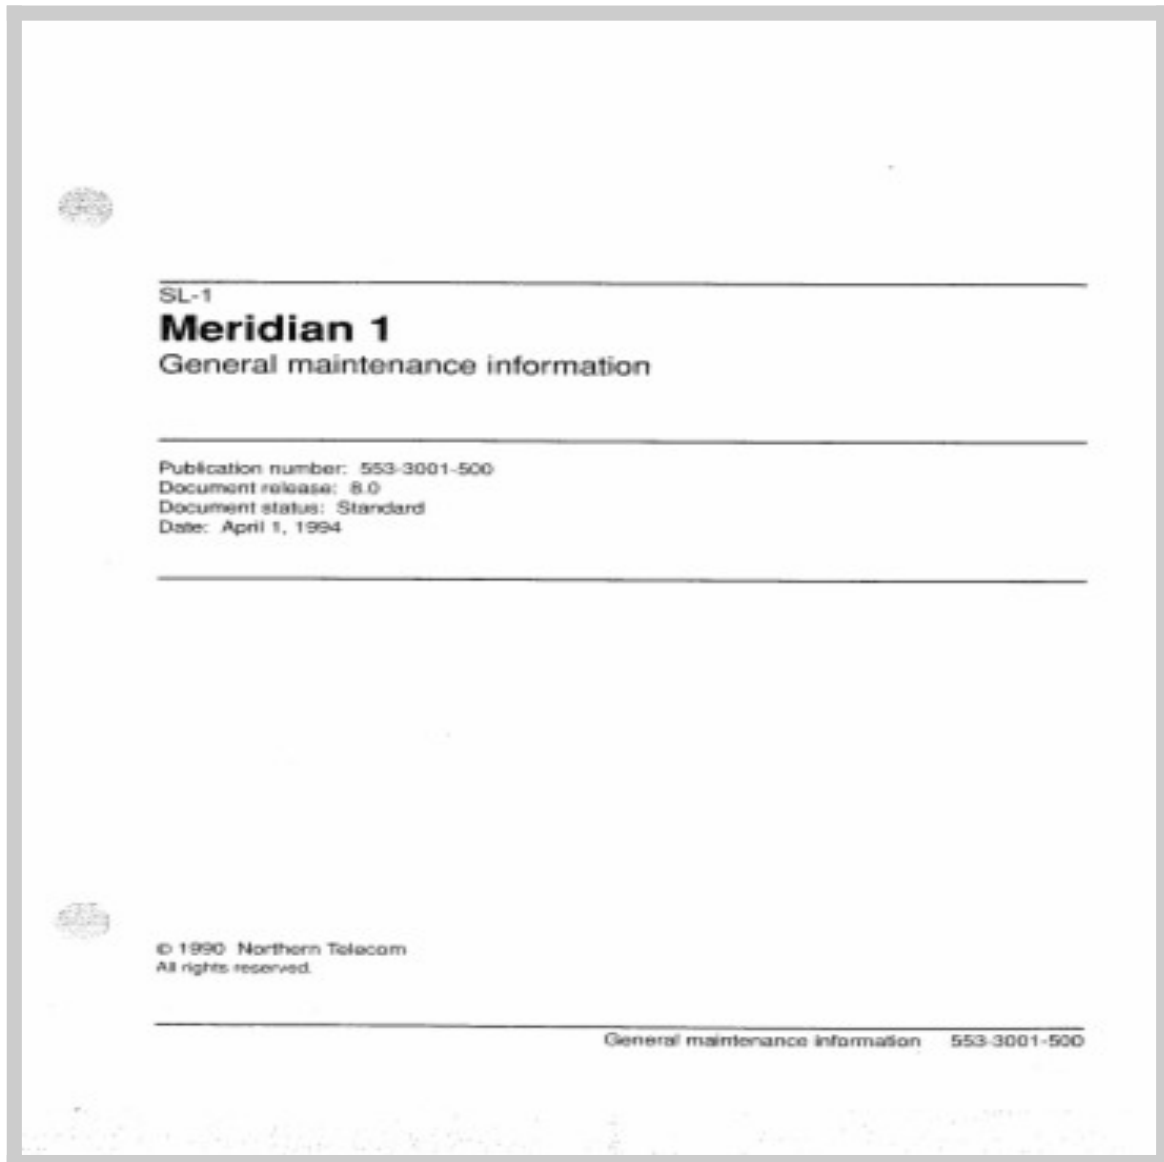 SL-1
Meridian 1
General maintenance information
Publication number: 553-3001-500
Document release: 8.0
Document status: Standard
Date: April 1, 1994
© 1990 Northern Telecom
All rights reserved.
General maintenance information 553-3001-500